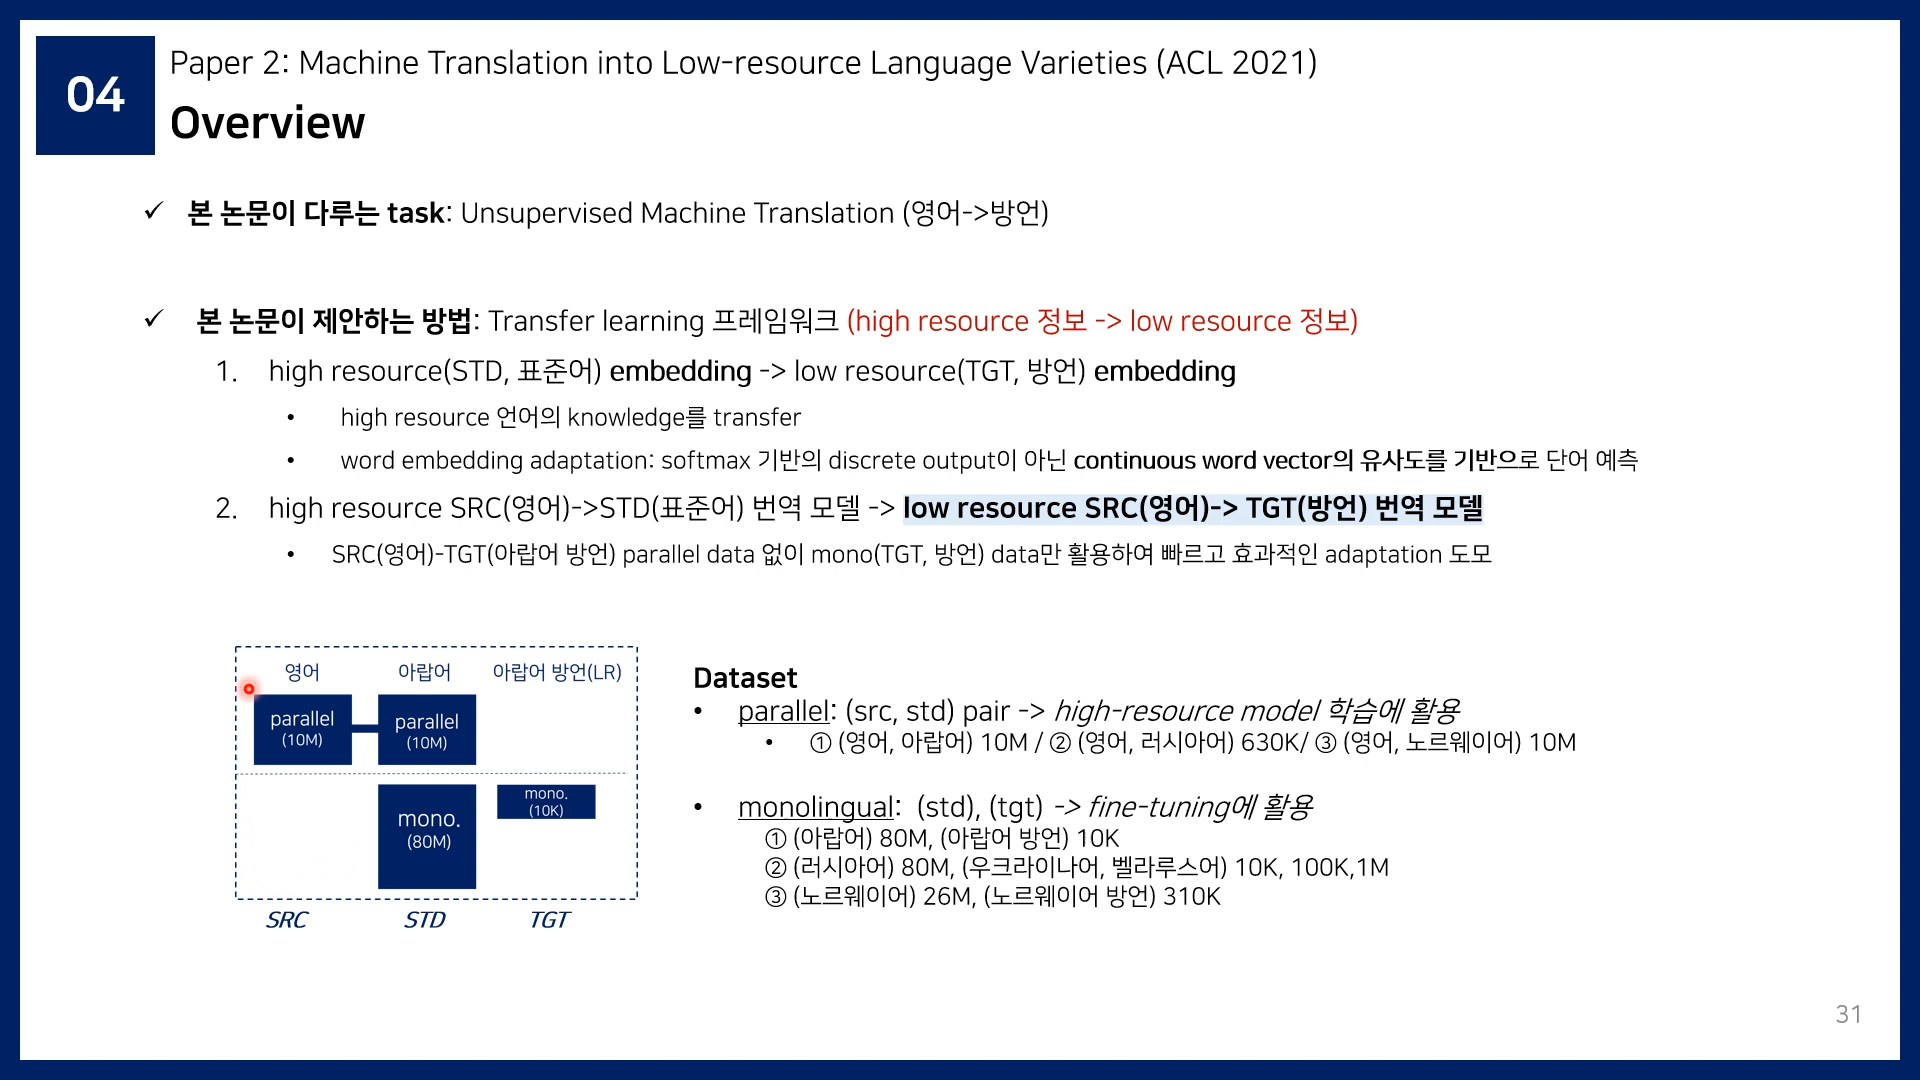 04
Paper 2: Machine Translation into Low-resource Language Varieties (ACL 2021)
Overview
✓ 본 논문이 다루는 task: Unsupervised Machine Translation (영어->방언)
✓ 본 논문이 제안하는 방법: Transfer learning 프레임워크 (high resource 정보 -> low resource 정보)
1. high resource(STD, 표준어) embedding -> low resource(TGT, 방언) embedding
• high resource 언어의 knowledge를 transfer
• word embedding adaptation: softmax 기반의 discrete output이 아닌 continuous word vector의 유사도를 기반으로 단어 예측
2. high resource SRC(영어)->STD(표준어) 번역 모델 -> low resource SRC(영어)-> TGT(방언) 번역 모델
• SRC(영어)-TGT(아랍어 방언) parallel data 없이 mono(TGT, 방언) data만 활용하여 빠르고 효과적인 adaptation 도모
영어 아랍어 아랍어 방언(LR)
parallel parallel
(10M) (10M)
mono.
(10K)
mono.
(80M)
SRC STD TGT
Dataset
• parallel: (src, std) pair -> high-resource model 학습에 활용
• ① (영어, 아랍어) 10M / ② (영어, 러시아어) 630K/ ③ (영어, 노르웨이어) 10M
• monolingual: (std), (tgt) -> fine-tuning에 활용
① (아랍어) 80M, (아랍어 방언) 10K
② (러시아어) 80M, (우크라이나어, 벨라루스어) 10K, 100K,1M
③ (노르웨이어) 26M, (노르웨이어 방언) 310K
31